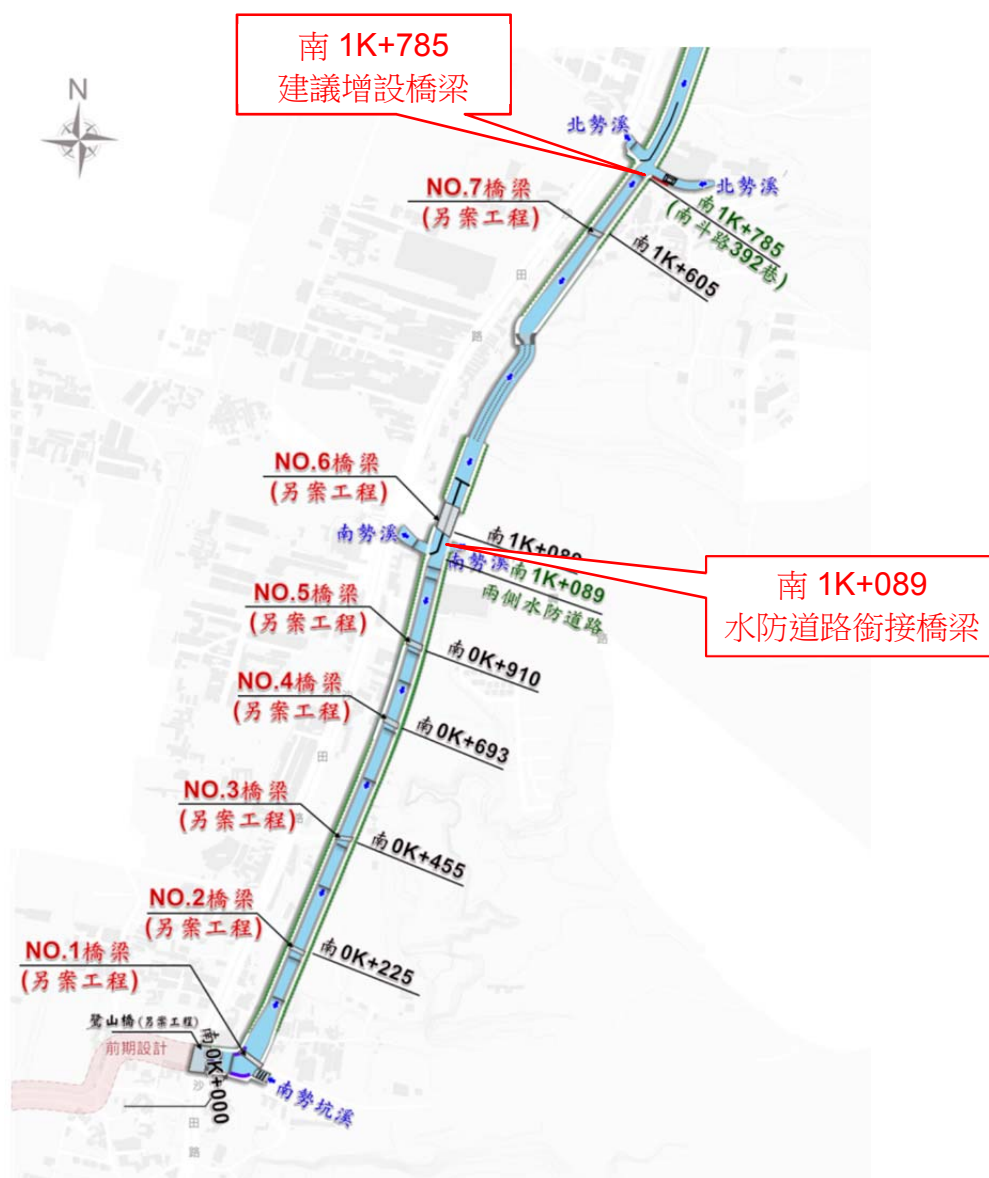 南 1K+785
建議增設橋梁
N
北勢溪
北勢溪
NO.7橋梁
(另案工程)
南1K+785
(南斗路392巷)
南1K+605
田
路
NO.6橋梁
(另案工程)
南勢溪
南1K+089
南勢溪
南1K+089
兩側水防道路
南 1K+089
水防道路銜接橋梁
路
NO.5橋梁
(另案工程)
南0K+910
NO.4橋梁
(另案工程)
南0K+693
沙
田
路
NO.3橋梁
(另案工程)
南0K+455
NO.2橋梁
(另案工程)
南0K+225
NO.1橋梁
(另案工程)
鷺山橋(另案工程)
前期設計
南0K+000
南勢坑溪
沙
田
路